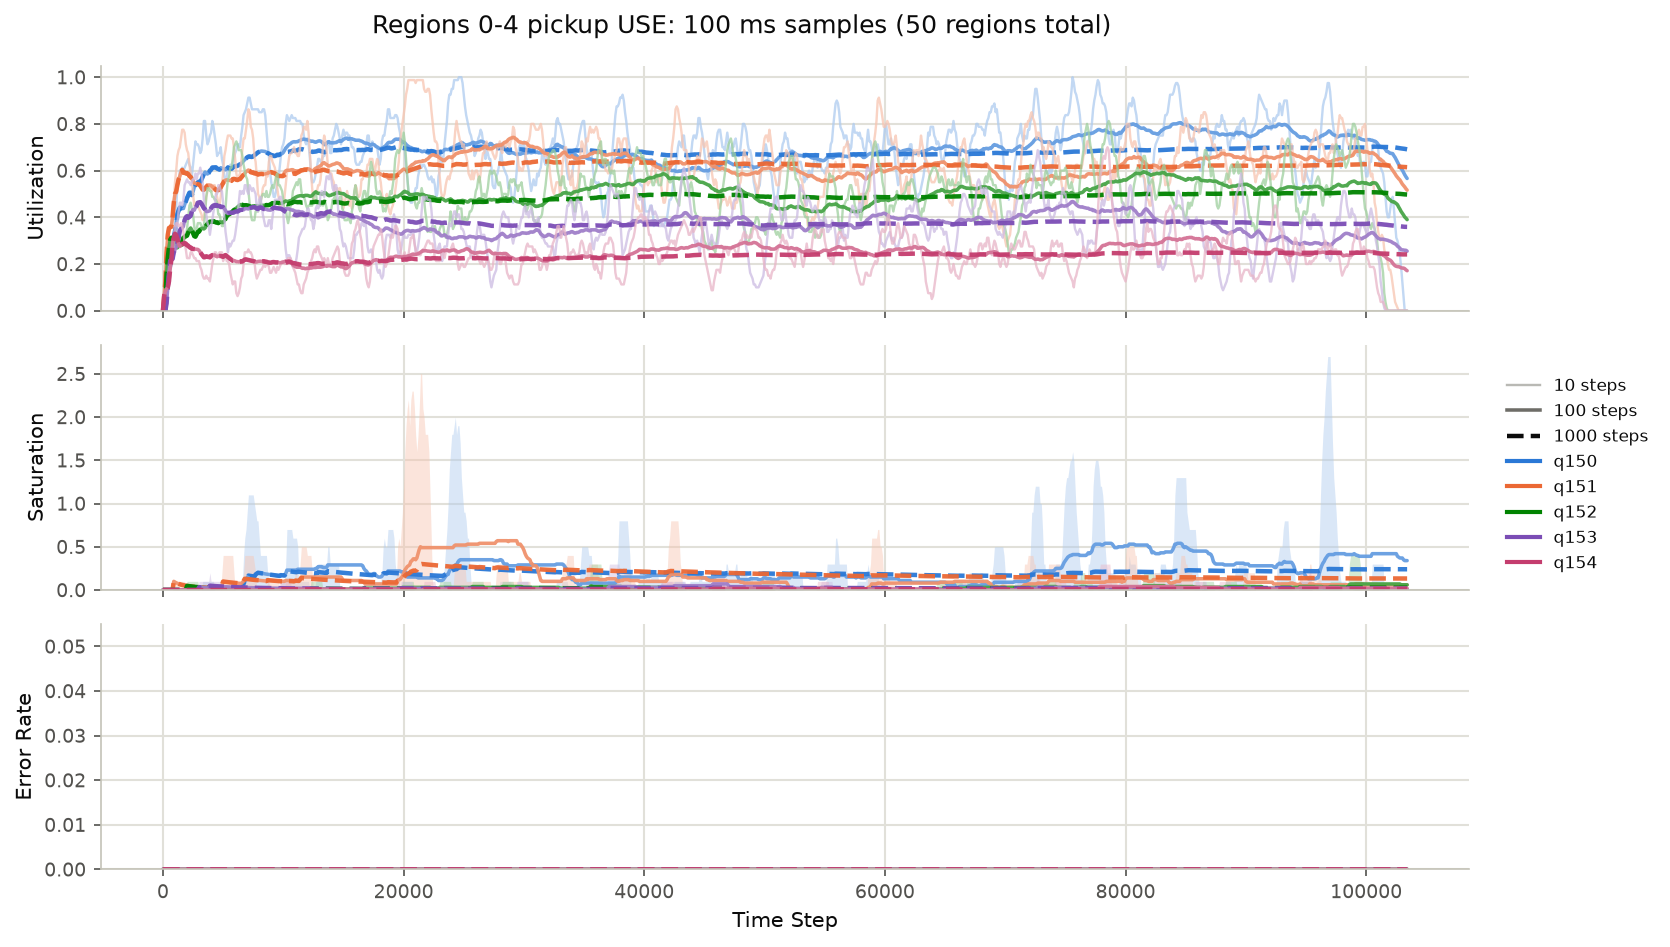 Regions 0-4 pickup USE: 100 ms samples (50 regions total)
Utilization
1.0
0.8
0.6
0.4
0.2
0.0
Saturation
2.5
2.0
1.5
1.0
0.5
0.0
10 steps
100 steps
1000 steps
q150
q151
q152
q153
q154
Error Rate
0.05
0.04
0.03
0.02
0.01
0.00
0 20000 40000 60000 80000 100000
Time Step